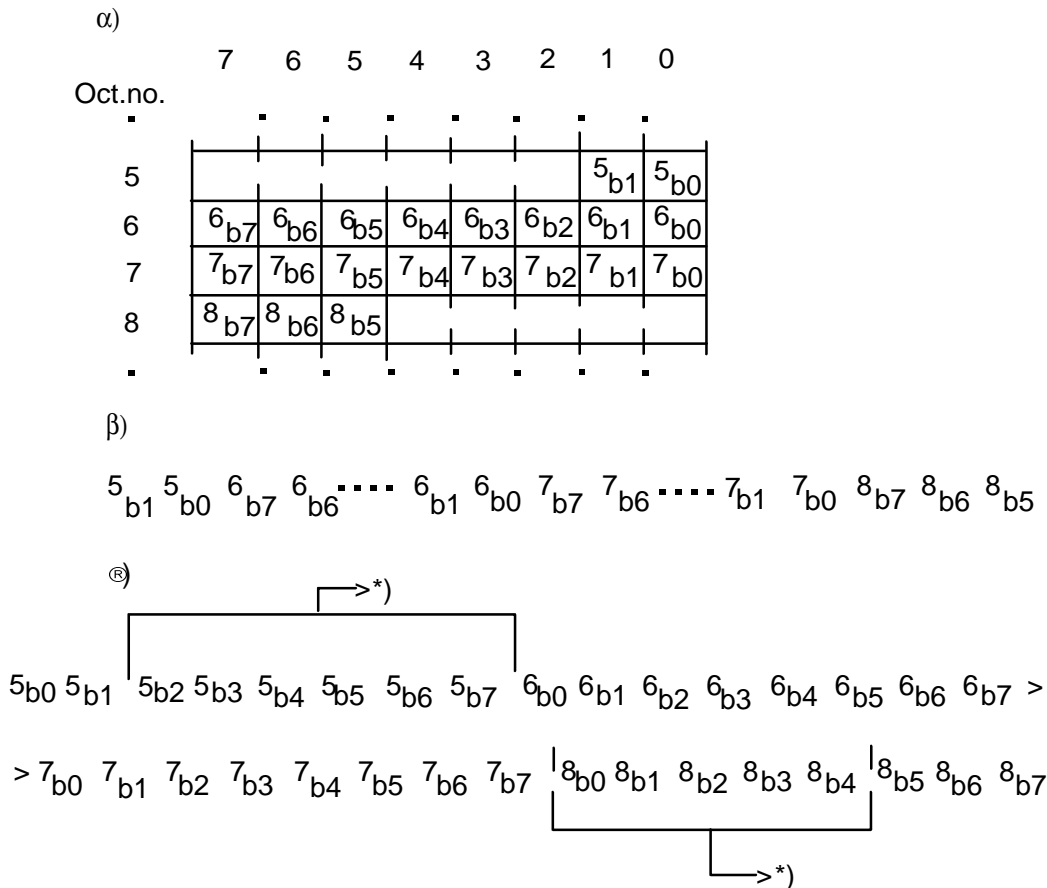 α)
7 6 5 4 3 2 1 0
Oct.no.
5 5b1 5b0
6 6b7 6b6 6b5 6b4 6b3 6b2 6b1 6b0
7 7b7 7b6 7b5 7b4 7b3 7b2 7b1 7b0
8 8b7 8b6 8b5
β)
5b1 5b0 6b7 6b6 .... 6b1 6b0 7b7 7b6 .... 7b1 7b0 8b7 8b6 8b5
®)
>*)
5b0 5b1 5b2 5b3 5b4 5b5 5b6 5b7 6b0 6b1 6b2 6b3 6b4 6b5 6b6 6b7 >
> 7b0 7b1 7b2 7b3 7b4 7b5 7b6 7b7 8b0 8b1 8b2 8b3 8b4 8b5 8b6 8b7
>*)